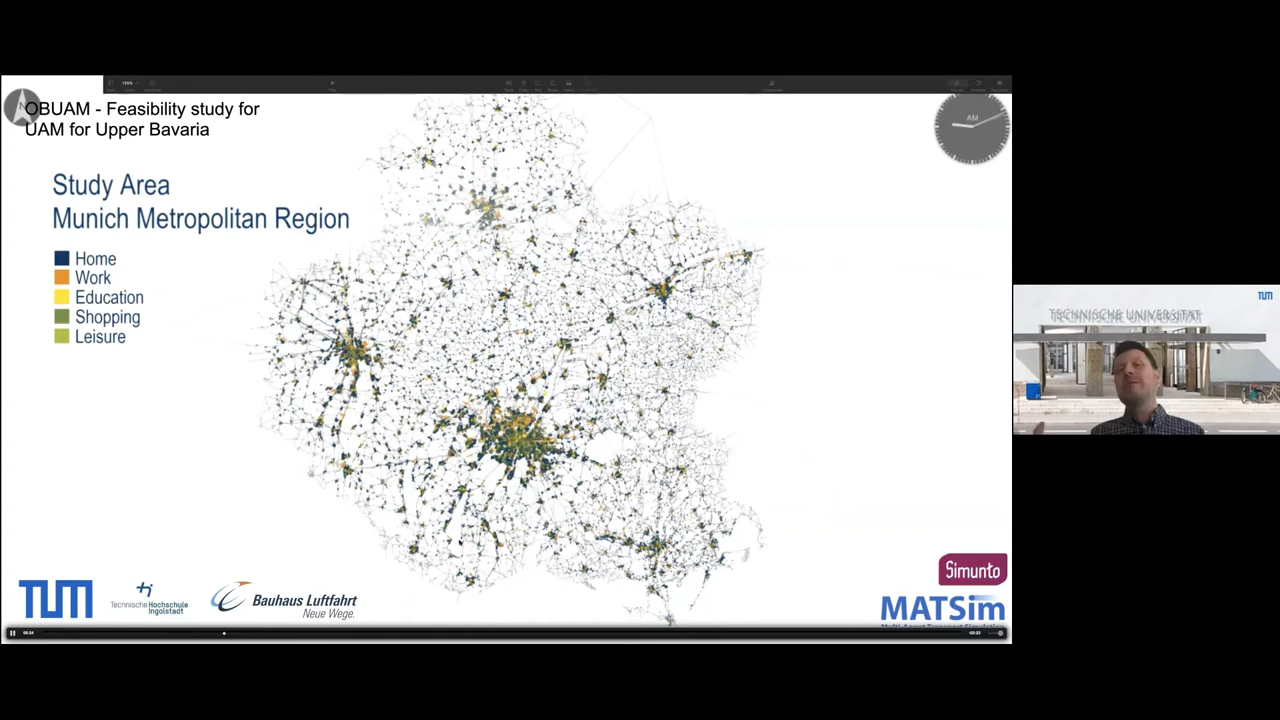 OBUAM - Feasibility study for
UAM for Upper Bavaria
AM
Study Area
Munich Metropolitan Region
Home
Work
Education
Shopping
Leisure
TUM
TECHNISCHE UNIVERSITÄT
Simunto
TUM
Technische Hochschule
Ingolstadt
Bauhaus Luftfahrt
Neue Wege.
MATSim